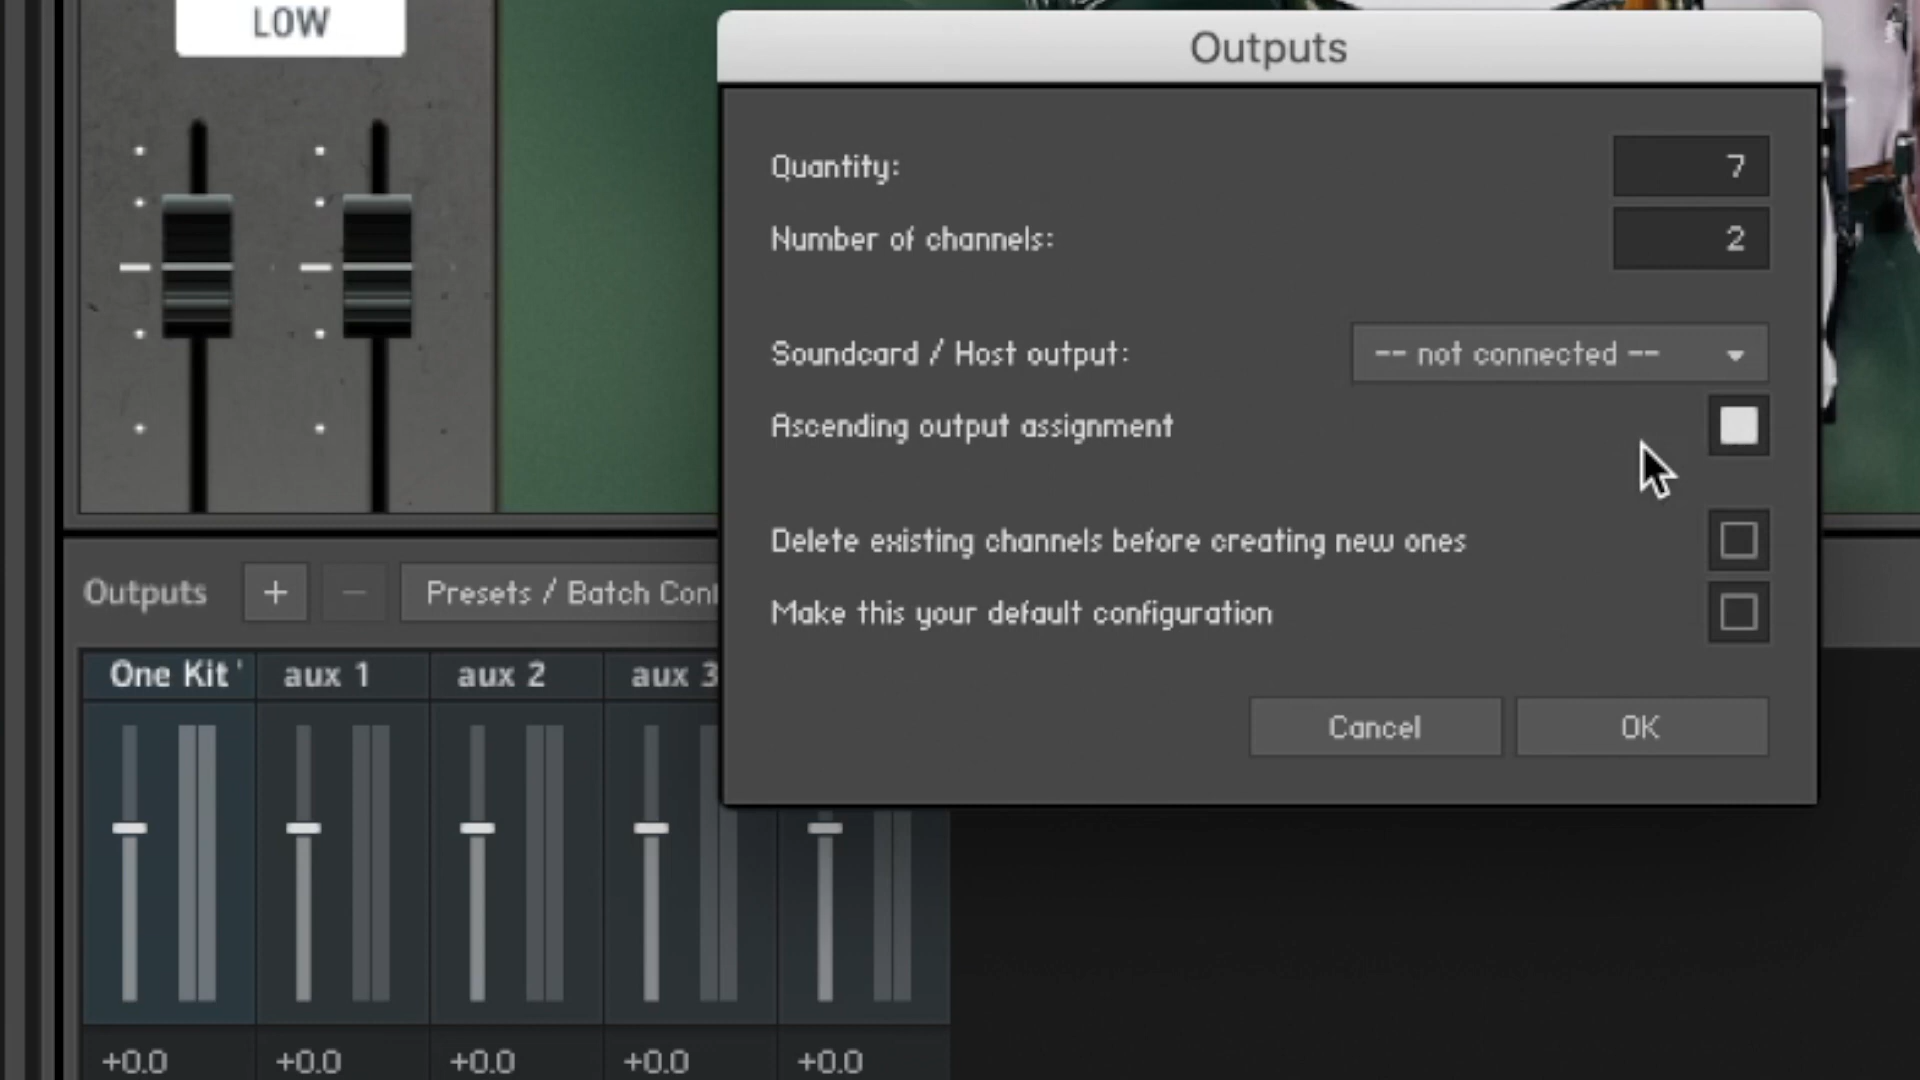 LOW
Outputs
Quantity: 7
Number of channels: 2
Soundcard / Host output: -- not connected --
Ascending output assignment
Delete existing channels before creating new ones
Make this your default configuration
Cancel OK
Outputs + − Presets / Batch
One Kit aux 1 aux 2 aux 3
+0.0 +0.0 +0.0 +0.0 +0.0